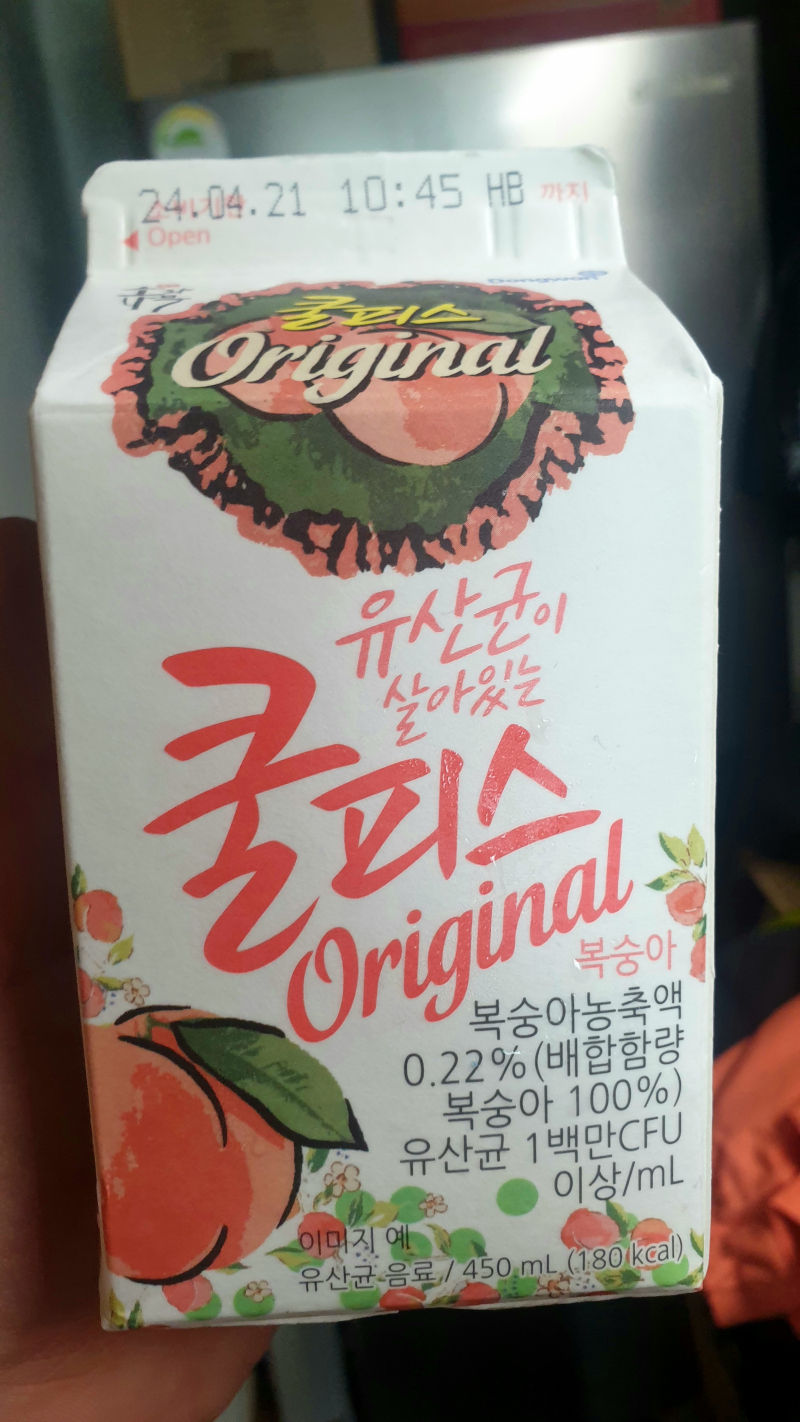 24.04.21 10:45 HB 까지
Open
Dongwon
쿨피스
Original
유산균이
살아있는
쿨피스
Original
복숭아
복숭아농축액
0.22%(배합함량
복숭아 100%)
유산균 1백만CFU
이상/mL
이미지 예
유산균 음료 / 450 mL (180 kcal)